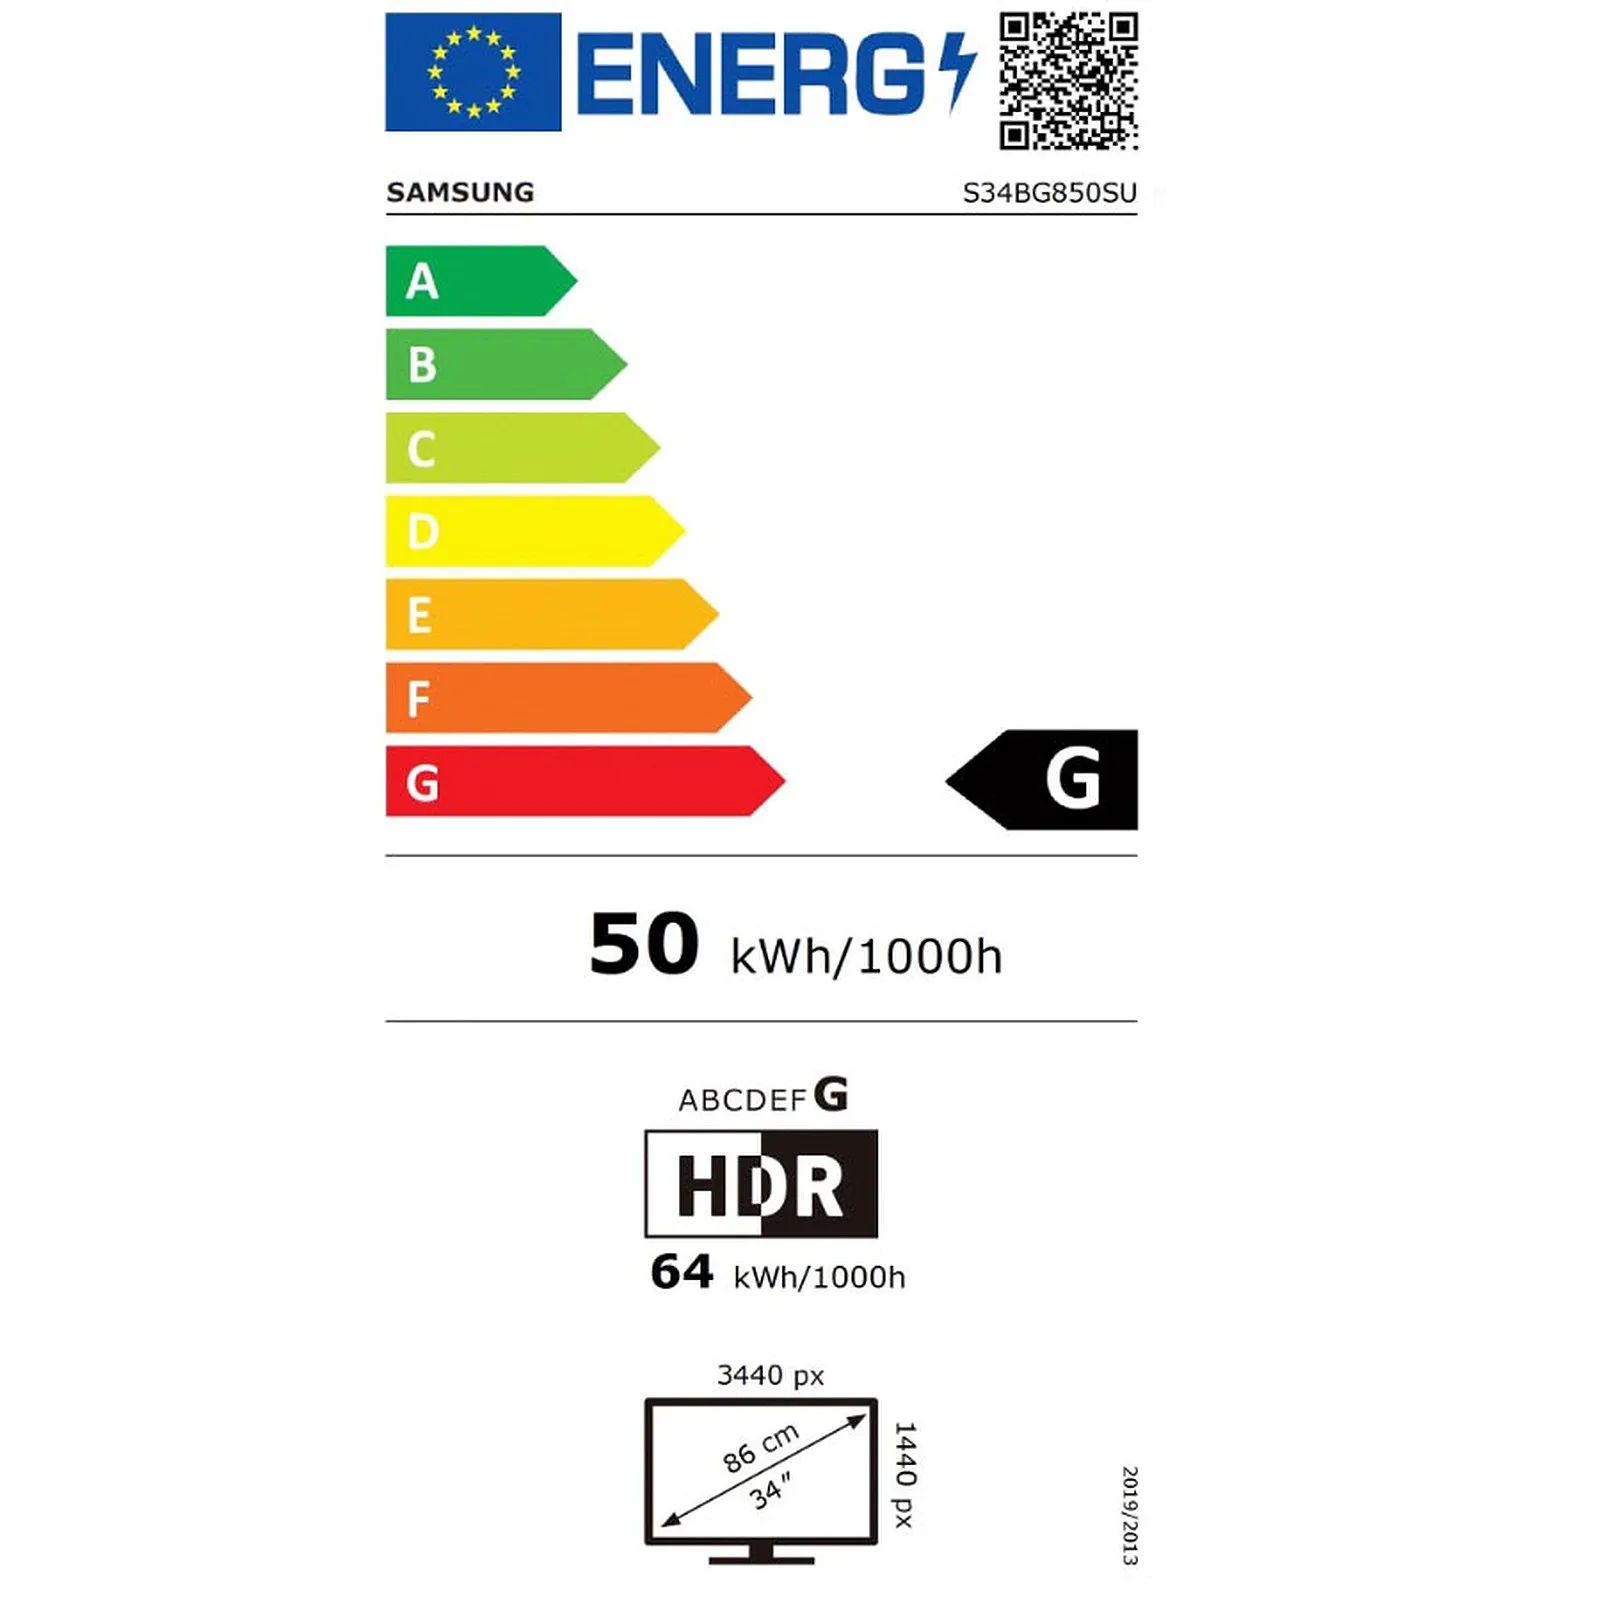 ENERG
SAMSUNG
S34BG850SU
A
B
C
D
E
F
G
G
50 kWh/1000h
ABCDEFG
HDR
64 kWh/1000h
3440 px
86 cm
34"
1440 px
2019/2013